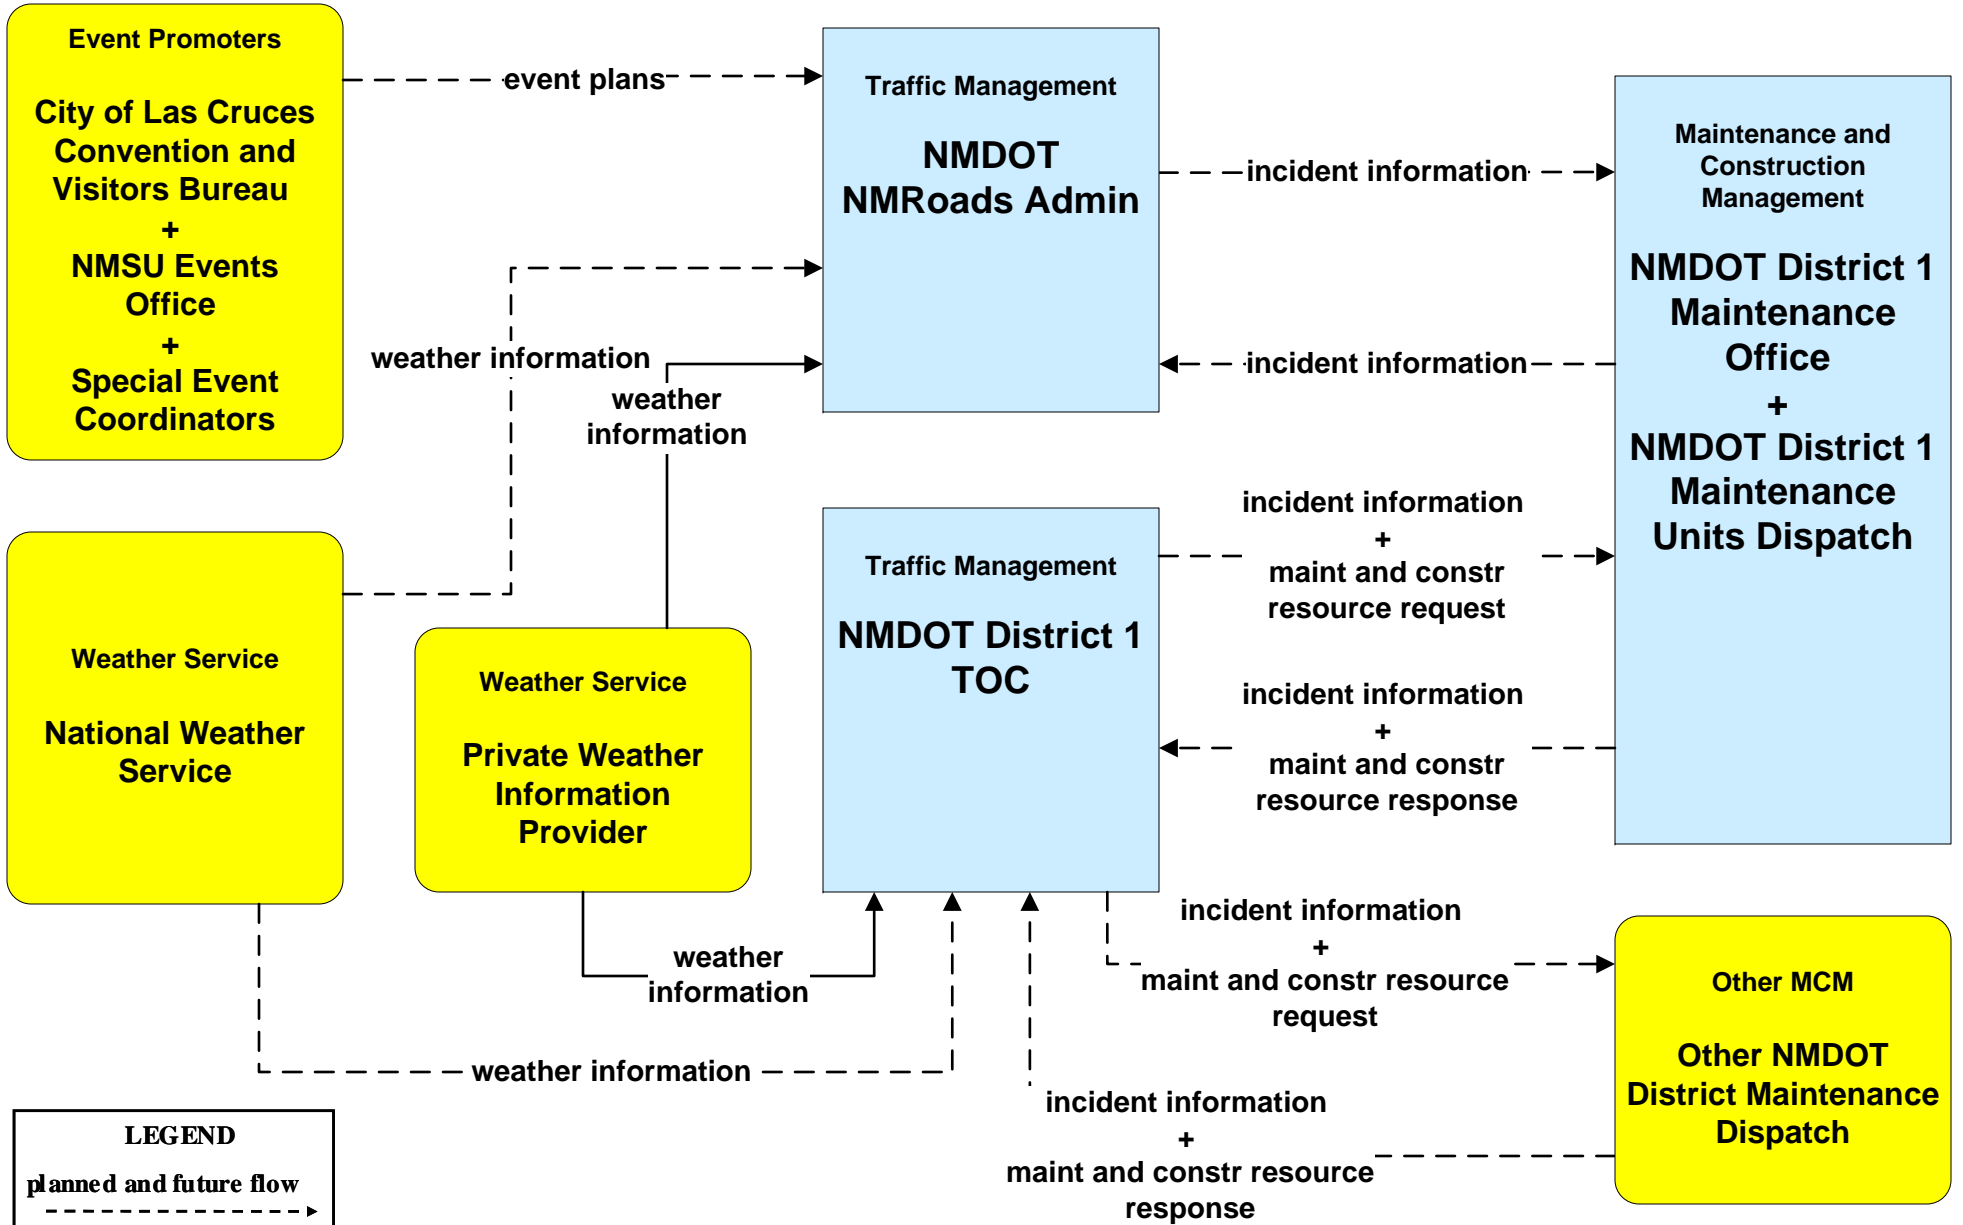 Event Promoters
City of Las Cruces
Convention and
Visitors Bureau
+
NMSU Events
Office
+
Special Event
Coordinators
event plans
Traffic Management
NMDOT
NMRoads Admin
incident information
incident information
Maintenance and
Construction
Management
NMDOT District 1
Maintenance
Office
+
NMDOT District 1
Maintenance
Units Dispatch
weather information
weather
information
Weather Service
National Weather
Service
Weather Service
Private Weather
Information
Provider
Traffic Management
NMDOT District 1
TOC
incident information
+
maint and constr
resource request
incident information
+
maint and constr
resource response
weather
information
weather information
incident information
+
maint and constr resource
request
incident information
+
maint and constr resource
response
Other MCM
Other NMDOT
District Maintenance
Dispatch
LEGEND
planned and future flow